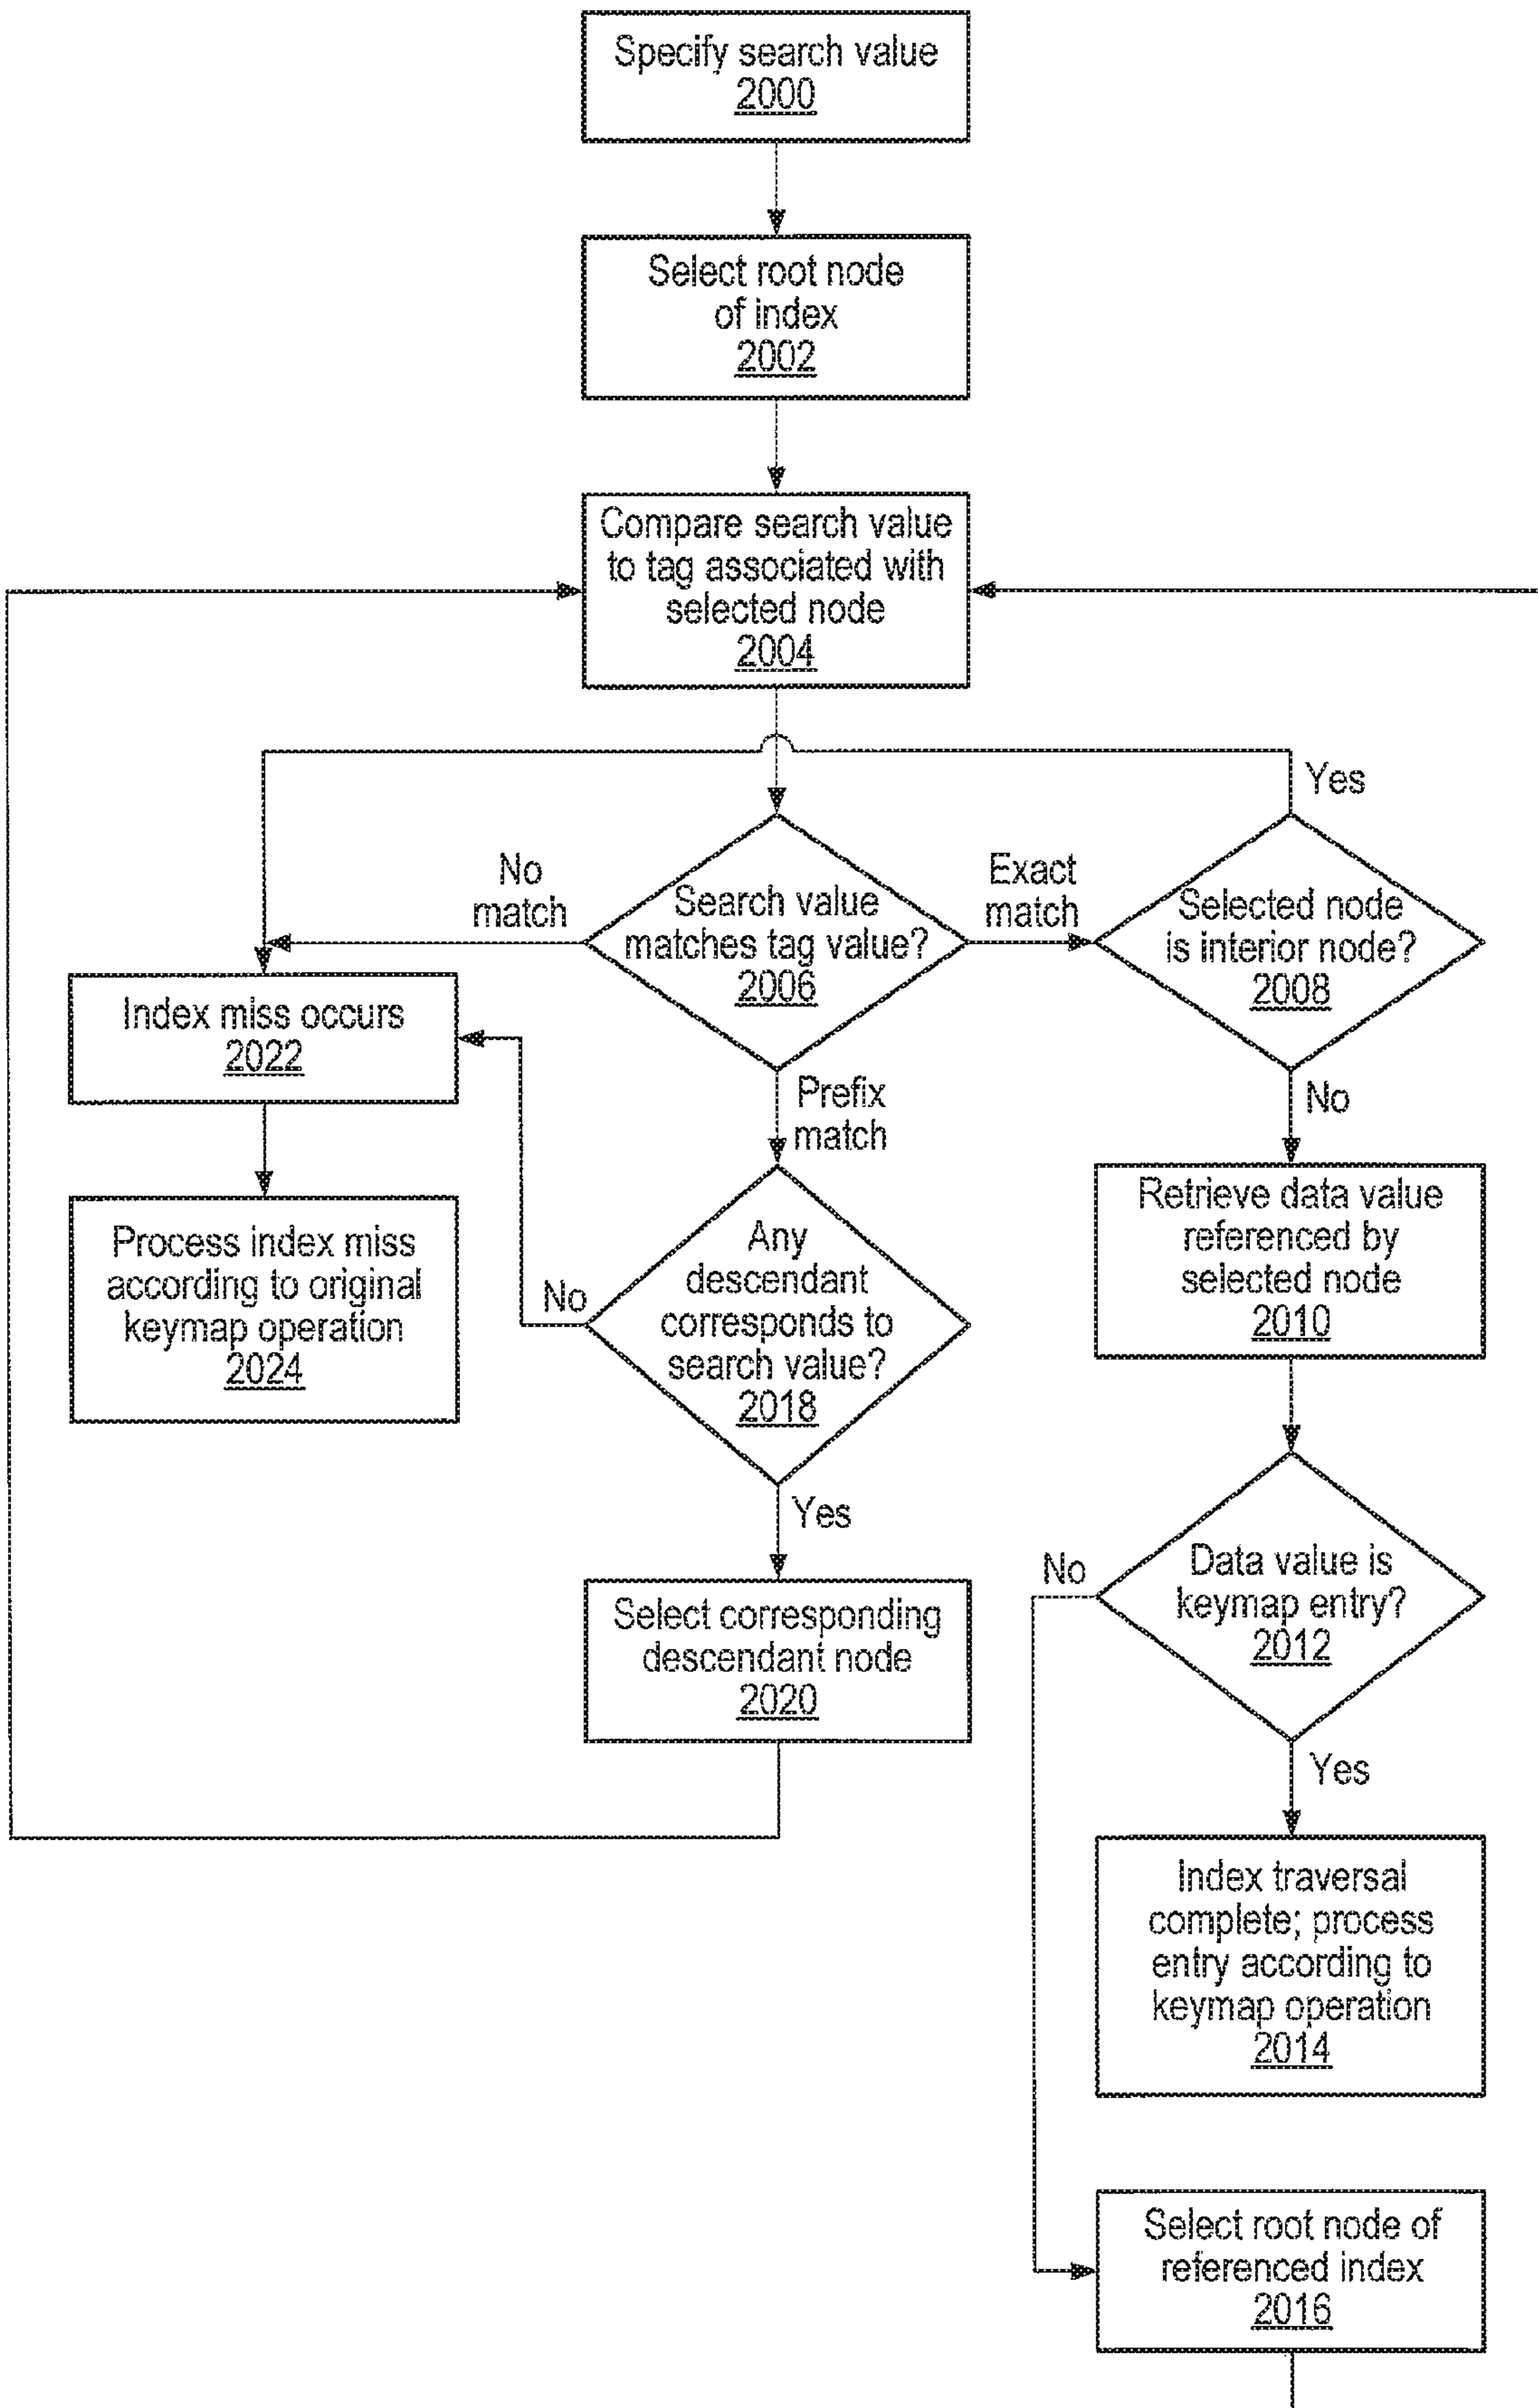 Specify search value
2000
Select root node
of index
2002
Compare search value
to tag associated with
selected node
2004
Yes
No
match
Search value
matches tag value?
2006
Exact
match
Selected node
is interior node?
2008
Index miss occurs
2022
Prefix
match
No
Process index miss
according to original
keymap operation
2024
No
Any
descendant
corresponds to
search value?
2018
Retrieve data value
referenced by
selected node
2010
Yes
No
Data value is
keymap entry?
2012
Select corresponding
descendant node
2020
Yes
Index traversal
complete; process
entry according to
keymap operation
2014
Select root node of
referenced index
2016